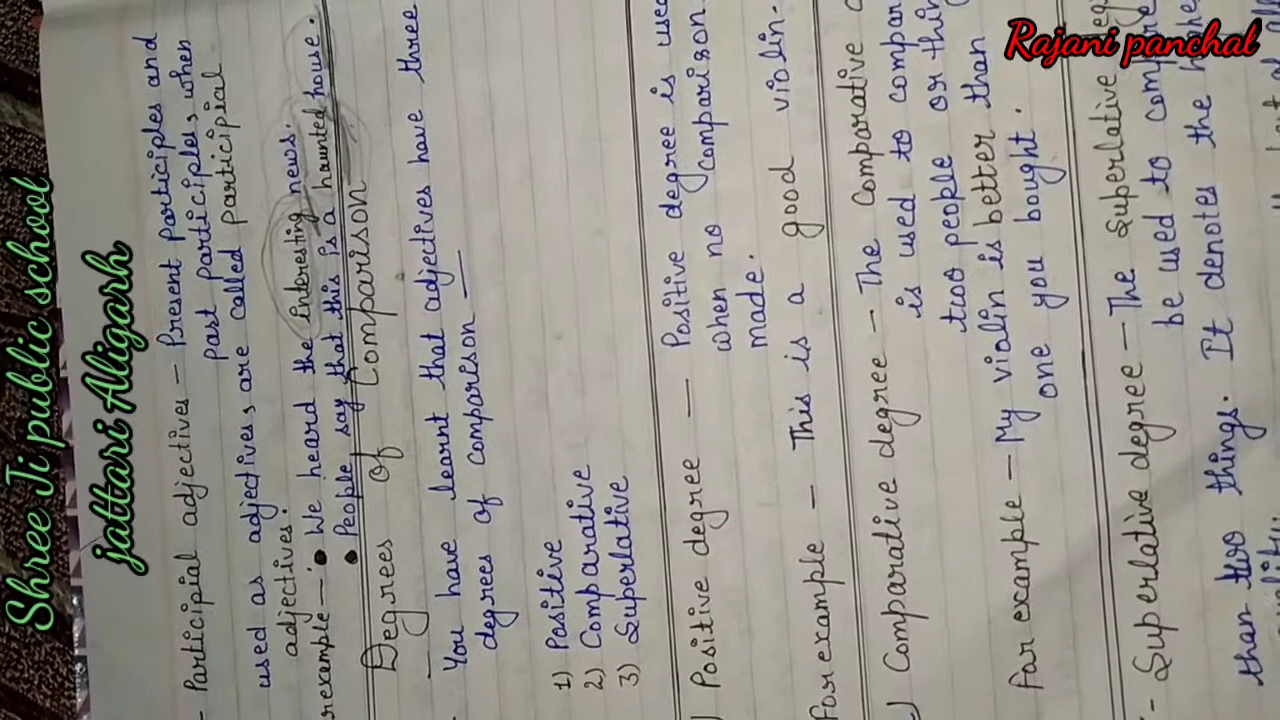 Shree Ji public school
jattari Aligarh
Rajani panchal
- Participial adjectives - Present participles and
past participles, when
used as adjectives, are called participial
adjectives.
example - • We heard the interesting news.
• People say that this is a haunted house.
Degrees of Comparison
- You have learnt that adjectives have three
degrees of comparison -
1) Positive
2) Comparative
3) Superlative
) Positive degree - Positive degree is used
when no comparison
made.
For example - This is a good violin.
) Comparative degree - The comparative
is used to compar
two people or thin
For example - My violin is better than
one you bought.
- Superlative degree - The Superlative deg
be used to compare
than two things. It denotes the